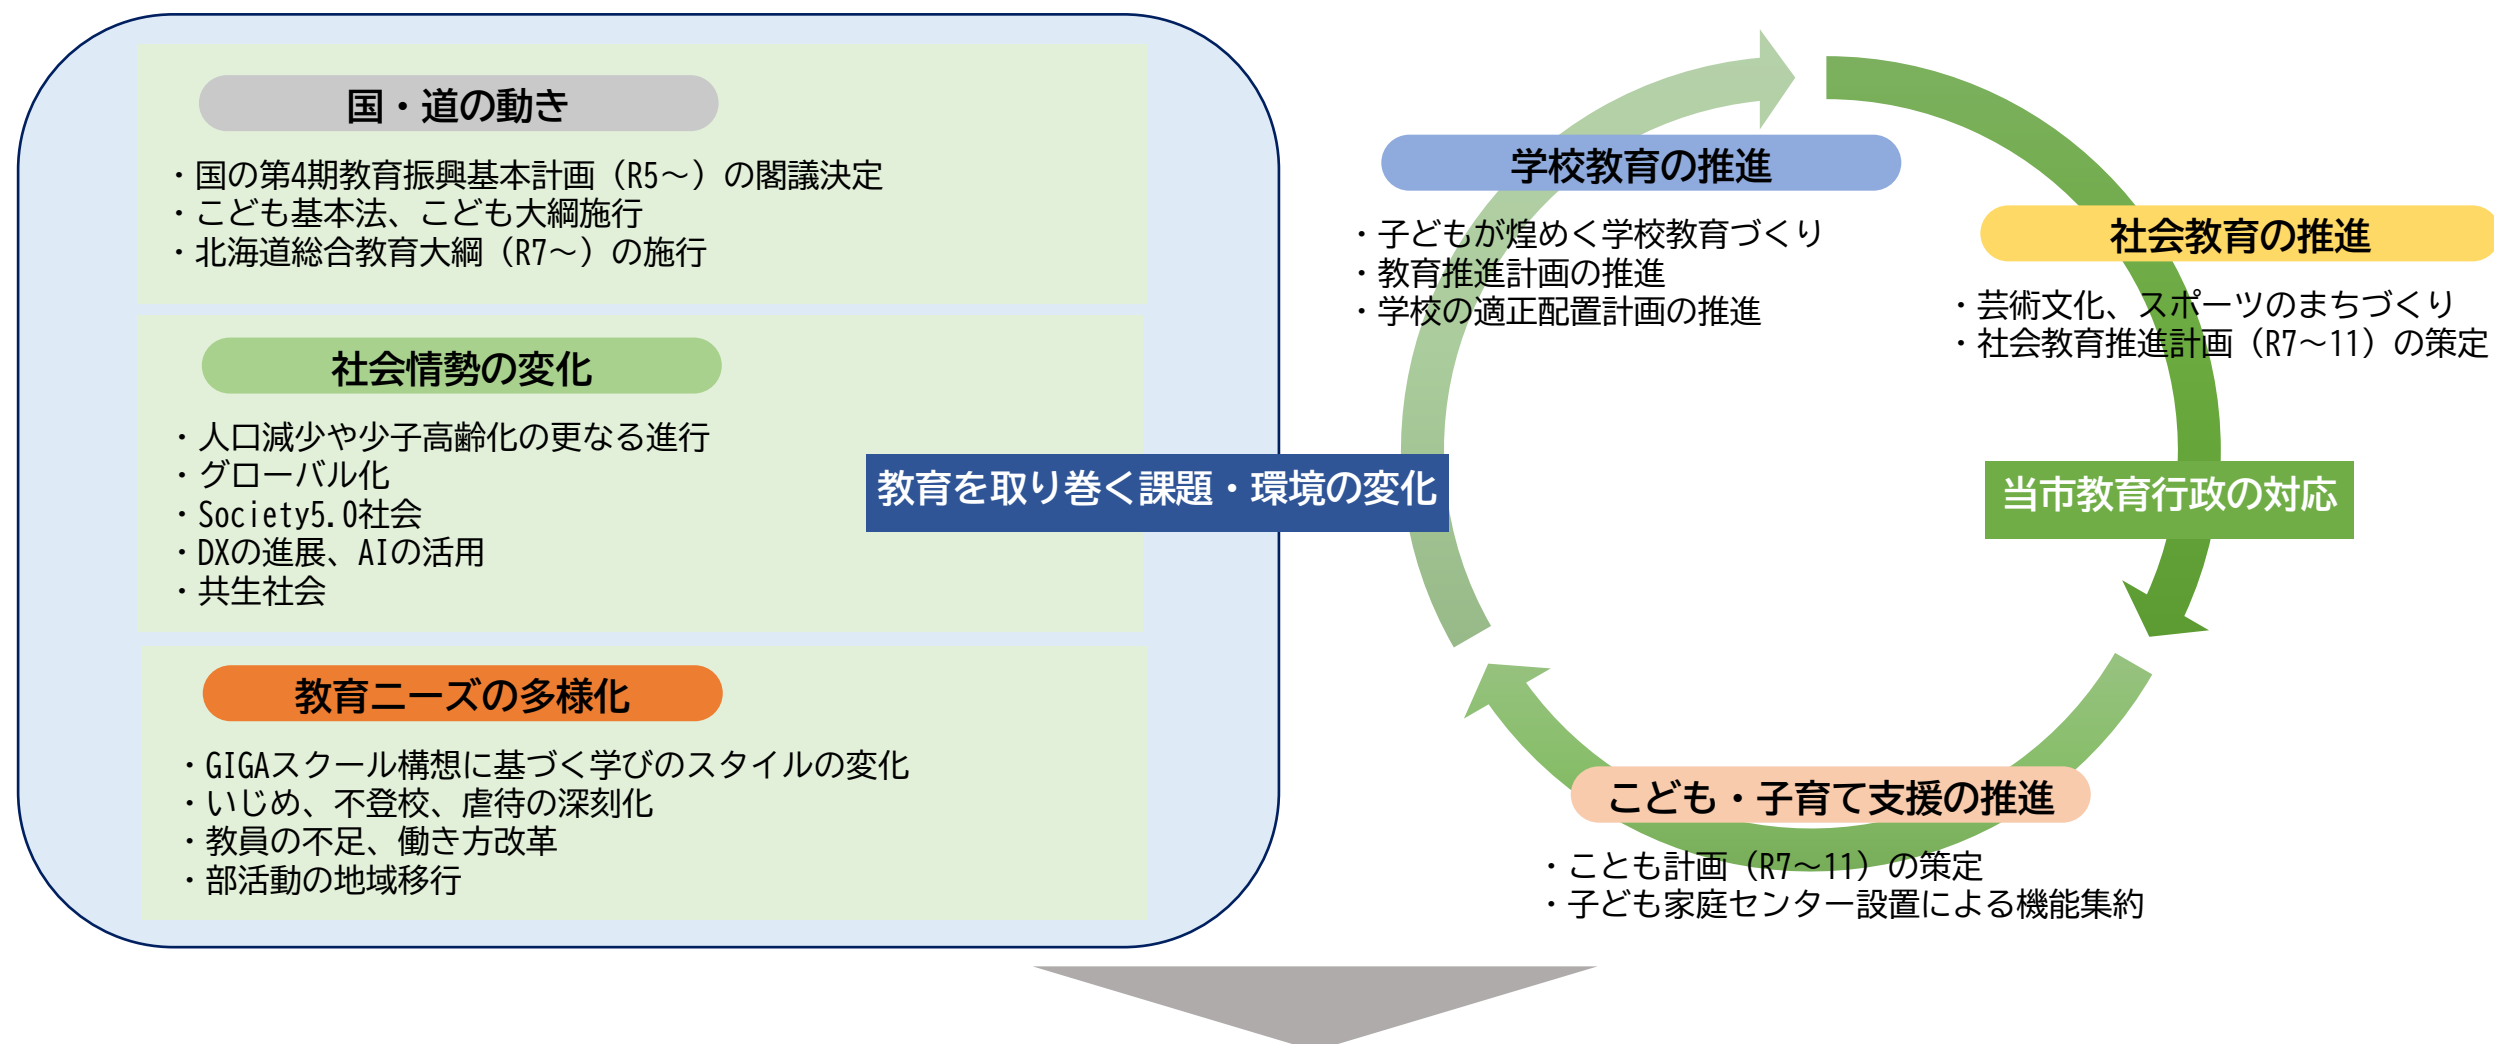 国・道の動き
・国の第4期教育振興基本計画（R5～）の閣議決定
・こども基本法、こども大綱施行
・北海道総合教育大綱（R7～）の施行
社会情勢の変化
・人口減少や少子高齢化の更なる進行
・グローバル化
・Society5.0社会
・DXの進展、AIの活用
・共生社会
教育ニーズの多様化
・GIGAスクール構想に基づく学びのスタイルの変化
・いじめ、不登校、虐待の深刻化
・教員の不足、働き方改革
・部活動の地域移行
教育を取り巻く課題・環境の変化
学校教育の推進
・子どもが煌めく学校教育づくり
・教育推進計画の推進
・学校の適正配置計画の推進
社会教育の推進
・芸術文化、スポーツのまちづくり
・社会教育推進計画（R7～11）の策定
当市教育行政の対応
こども・子育て支援の推進
・ことも計画（R7～11）の策定
・子ども家庭センター設置による機能集約